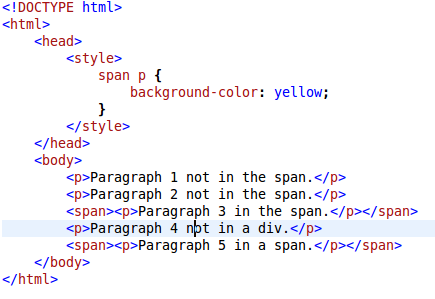 <!DOCTYPE html>
<html>
    <head>
        <style>
            span p {
                background-color: yellow;
            }
        </style>
    </head>
    <body>
        <p>Paragraph 1 not in the span.</p>
        <p>Paragraph 2 not in the span.</p>
        <span><p>Paragraph 3 in the span.</p></span>
        <p>Paragraph 4 not in a div.</p>
        <span><p>Paragraph 5 in a span.</p></span>
    </body>
</html>